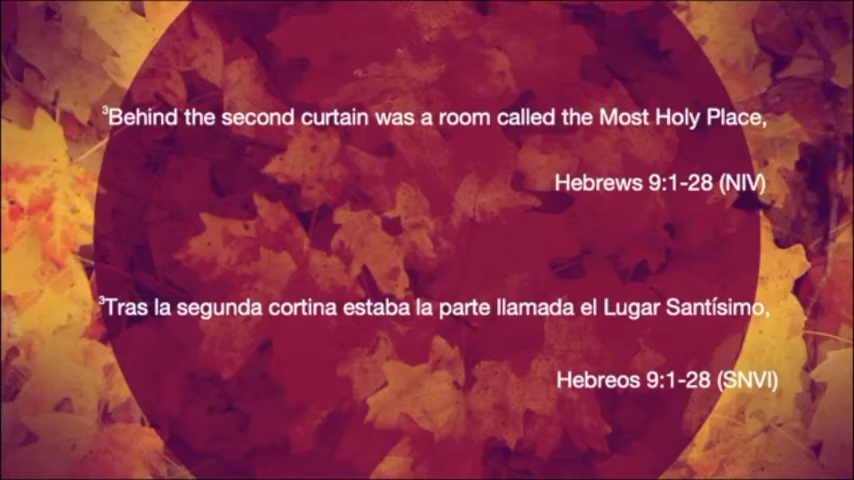 ³Behind the second curtain was a room called the Most Holy Place,
Hebrews 9:1-28 (NIV)
³Tras la segunda cortina estaba la parte llamada el Lugar Santísimo,
Hebreos 9:1-28 (SNVI)